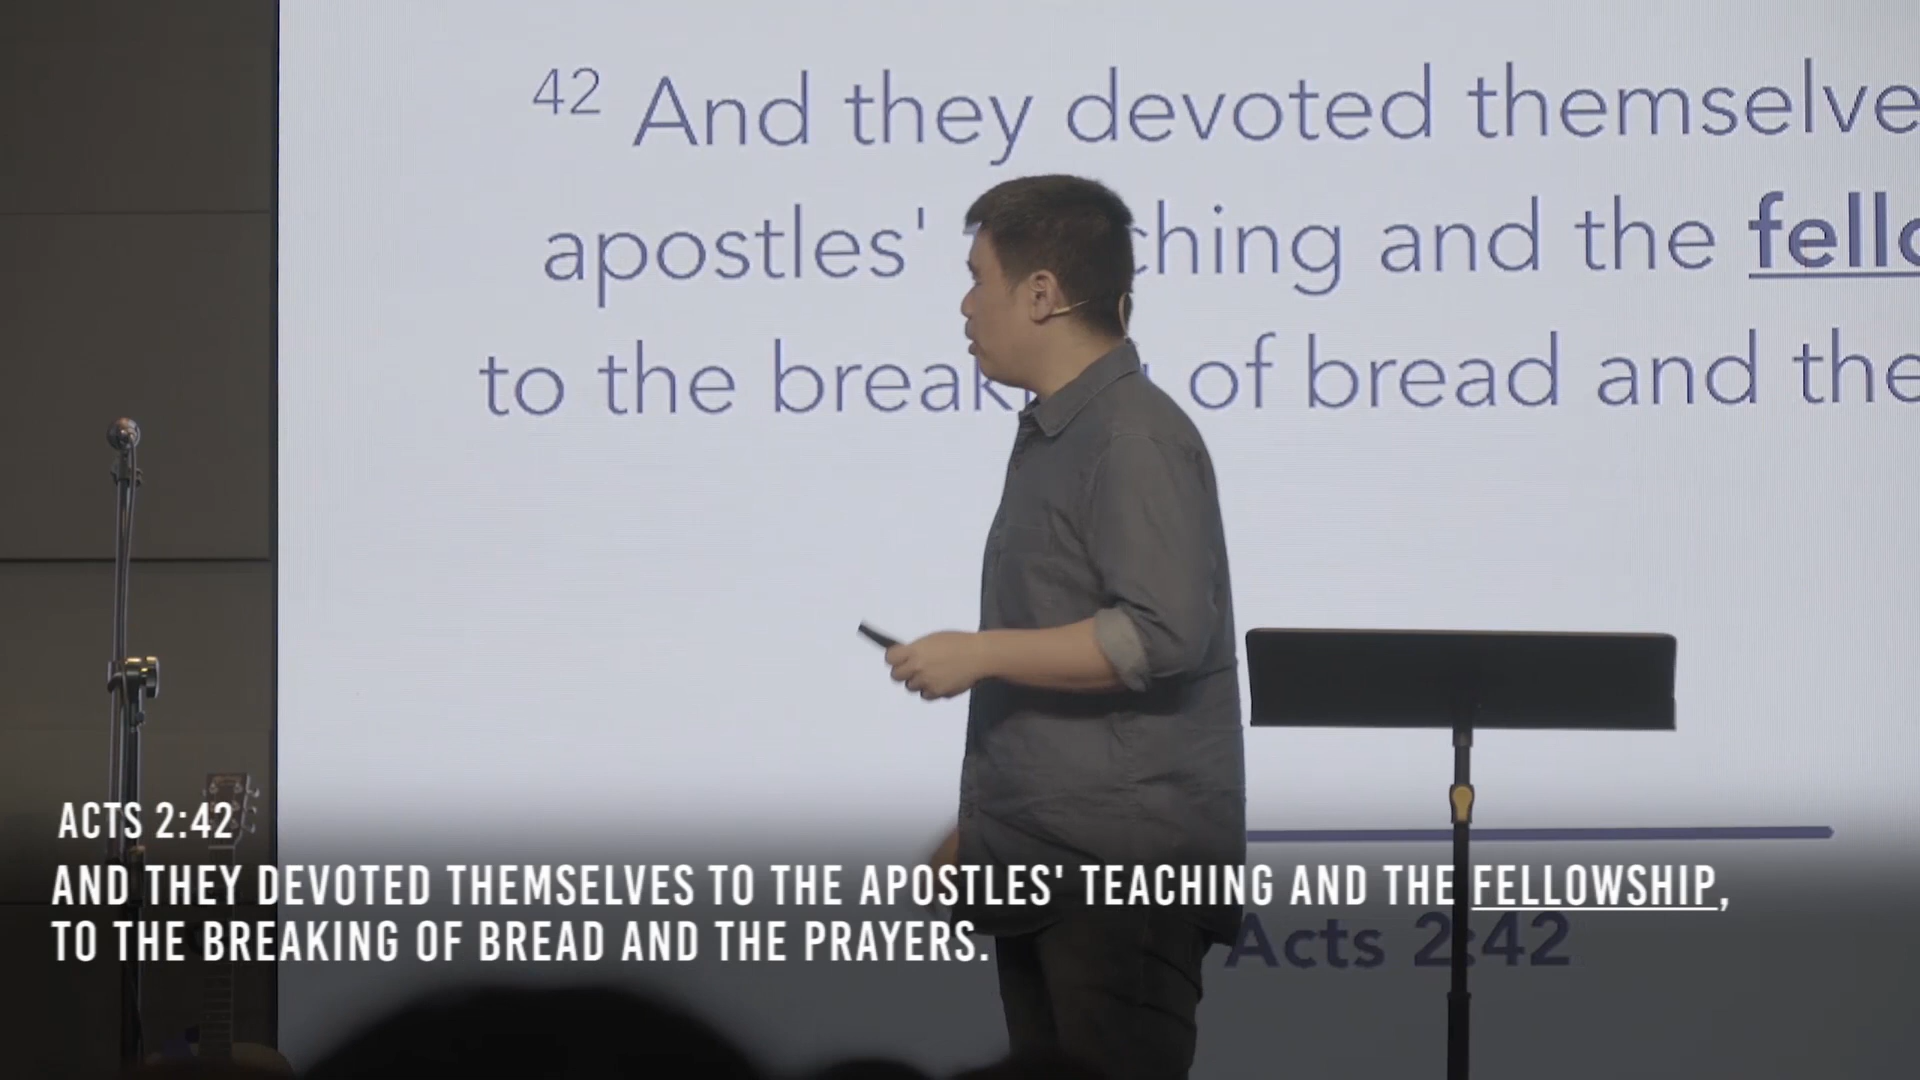 42 And they devoted themselve
apostles' ching and the fello
to the break of bread and the
ACTS 2:42
AND THEY DEVOTED THEMSELVES TO THE APOSTLES' TEACHING AND THE FELLOWSHIP,
TO THE BREAKING OF BREAD AND THE PRAYERS.
Acts 2:42